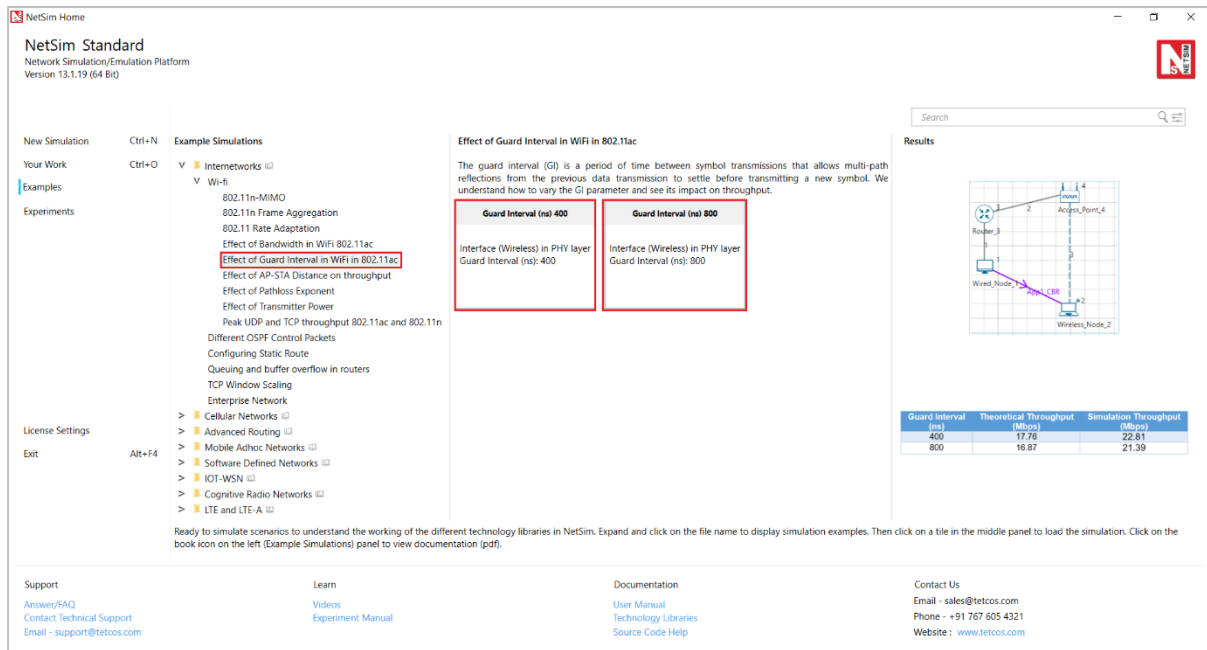 NetSim Home
NetSim Standard
Network Simulation/Emulation Platform
Version 13.1.19 (64 Bit)
NETSIM
Search
New Simulation Ctrl+N
Your Work Ctrl+O
Examples
Experiments
License Settings
Exit Alt+F4
Example Simulations
Internetworks
Wi-fi
802.11n-MIMO
802.11n Frame Aggregation
802.11 Rate Adaptation
Effect of Bandwidth in WiFi 802.11ac
Effect of Guard Interval in WiFi in 802.11ac
Effect of AP-STA Distance on throughput
Effect of Pathloss Exponent
Effect of Transmitter Power
Peak UDP and TCP throughput 802.11ac and 802.11n
Different OSPF Control Packets
Configuring Static Route
Queuing and buffer overflow in routers
TCP Window Scaling
Enterprise Network
Cellular Networks
Advanced Routing
Mobile Adhoc Networks
Software Defined Networks
IOT-WSN
Cognitive Radio Networks
LTE and LTE-A
Effect of Guard Interval in WiFi in 802.11ac
The guard interval (GI) is a period of time between symbol transmissions that allows multi-path
reflections from the previous data transmission to settle before transmitting a new symbol. We
understand how to vary the GI parameter and see its impact on throughput.
Guard Interval (ns) 400
Interface (Wireless) in PHY layer
Guard Interval (ns): 400
Guard Interval (ns) 800
Interface (Wireless) in PHY layer
Guard Interval (ns): 800
Results
4
3 2 Access_Point_4
Router_3
1 3
1
Wired_Node_1
App1_CBR
2
Wireless_Node_2
Guard Interval (ns) Theoretical Throughput (Mbps) Simulation Throughput (Mbps)
400 17.76 22.81
800 16.87 21.39
Ready to simulate scenarios to understand the working of the different technology libraries in NetSim. Expand and click on the file name to display simulation examples. Then click on a tile in the middle panel to load the simulation. Click on the
book icon on the left (Example Simulations) panel to view documentation (pdf).
Support
Answer/FAQ
Contact Technical Support
Email - support@tetcos.com
Learn
Videos
Experiment Manual
Documentation
User Manual
Technology Libraries
Source Code Help
Contact Us
Email - sales@tetcos.com
Phone - +91 767 605 4321
Website : www.tetcos.com